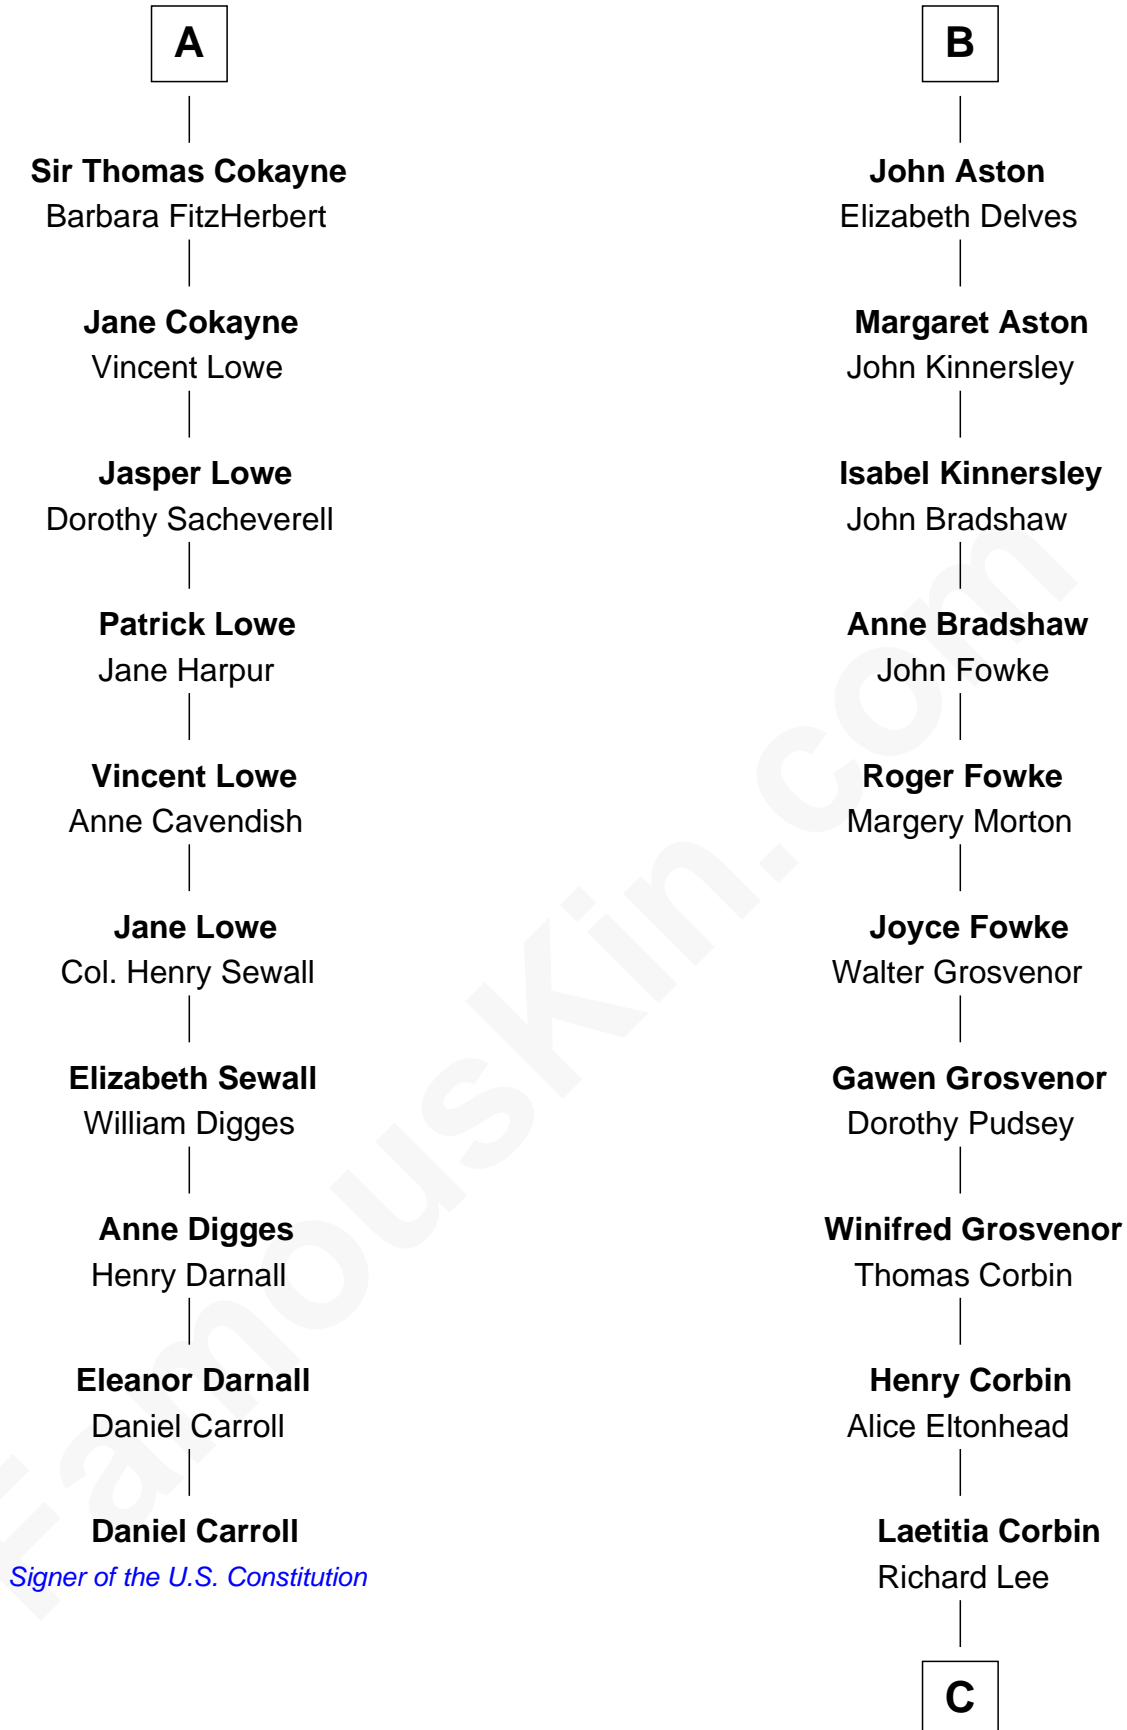 A
Sir Thomas Cokayne
Barbara FitzHerbert
Jane Cokayne
Vincent Lowe
Jasper Lowe
Dorothy Sacheverell
Patrick Lowe
Jane Harpur
Vincent Lowe
Anne Cavendish
Jane Lowe
Col. Henry Sewall
Elizabeth Sewall
William Digges
Anne Digges
Henry Darnall
Eleanor Darnall
Daniel Carroll
Daniel Carroll
Signer of the U.S. Constitution
B
John Aston
Elizabeth Delves
Margaret Aston
John Kinnersley
Isabel Kinnersley
John Bradshaw
Anne Bradshaw
John Fowke
Roger Fowke
Margery Morton
Joyce Fowke
Walter Grosvenor
Gawen Grosvenor
Dorothy Pudsey
Winifred Grosvenor
Thomas Corbin
Henry Corbin
Alice Eltonhead
Laetitia Corbin
Richard Lee
C
FamousKin.com